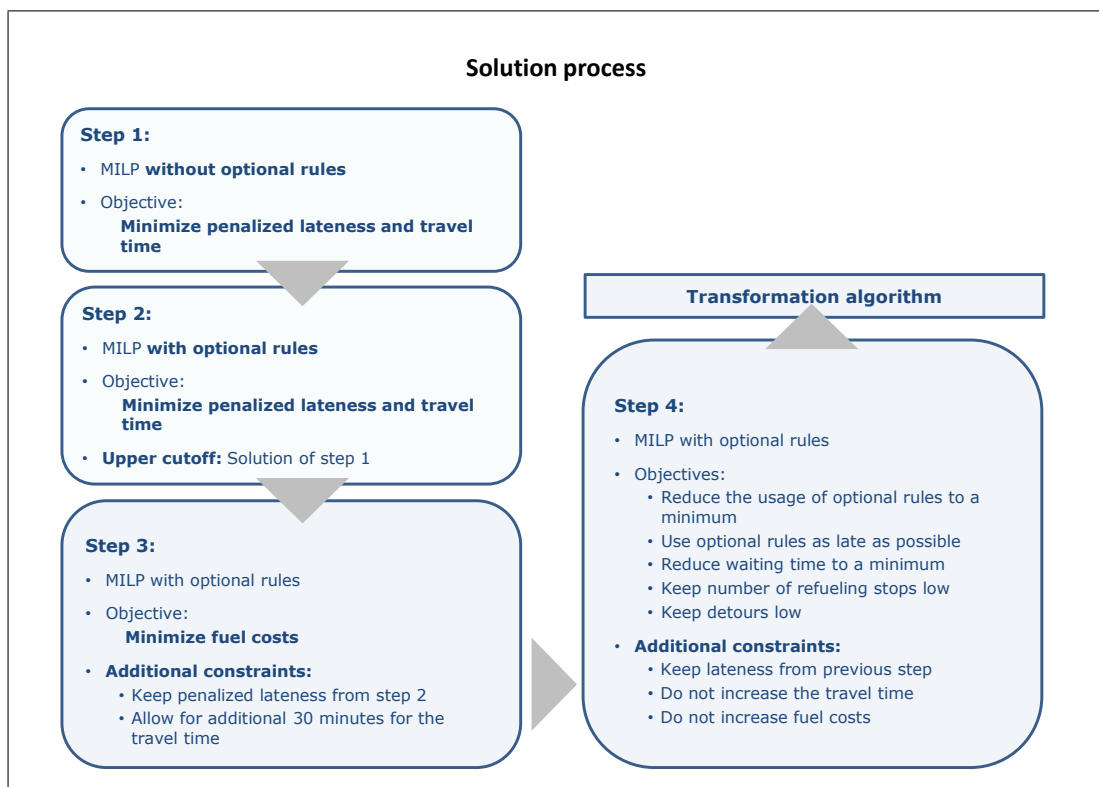 Solution process
Step 1:
• MILP without optional rules
• Objective:
Minimize penalized lateness and travel
time
Step 2:
• MILP with optional rules
• Objective:
Minimize penalized lateness and travel
time
• Upper cutoff: Solution of step 1
Step 3:
• MILP with optional rules
• Objective:
Minimize fuel costs
• Additional constraints:
• Keep penalized lateness from step 2
• Allow for additional 30 minutes for the
travel time
Transformation algorithm
Step 4:
• MILP with optional rules
• Objectives:
• Reduce the usage of optional rules to a
minimum
• Use optional rules as late as possible
• Reduce waiting time to a minimum
• Keep number of refueling stops low
• Keep detours low
• Additional constraints:
• Keep lateness from previous step
• Do not increase the travel time
• Do not increase fuel costs